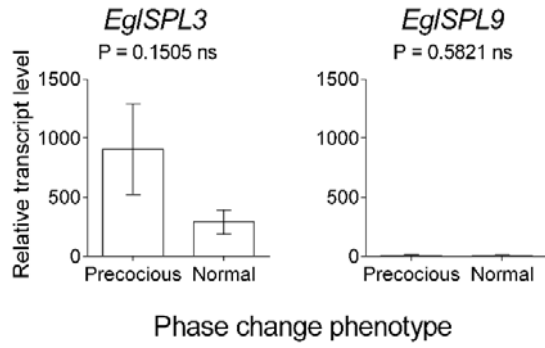 EglSPL3
P = 0.1505 ns
Relative transcript level
1500
1000
500
0
Precocious Normal
EglSPL9
P = 0.5821 ns
1500
1000
500
0
Precocious Normal
Phase change phenotype